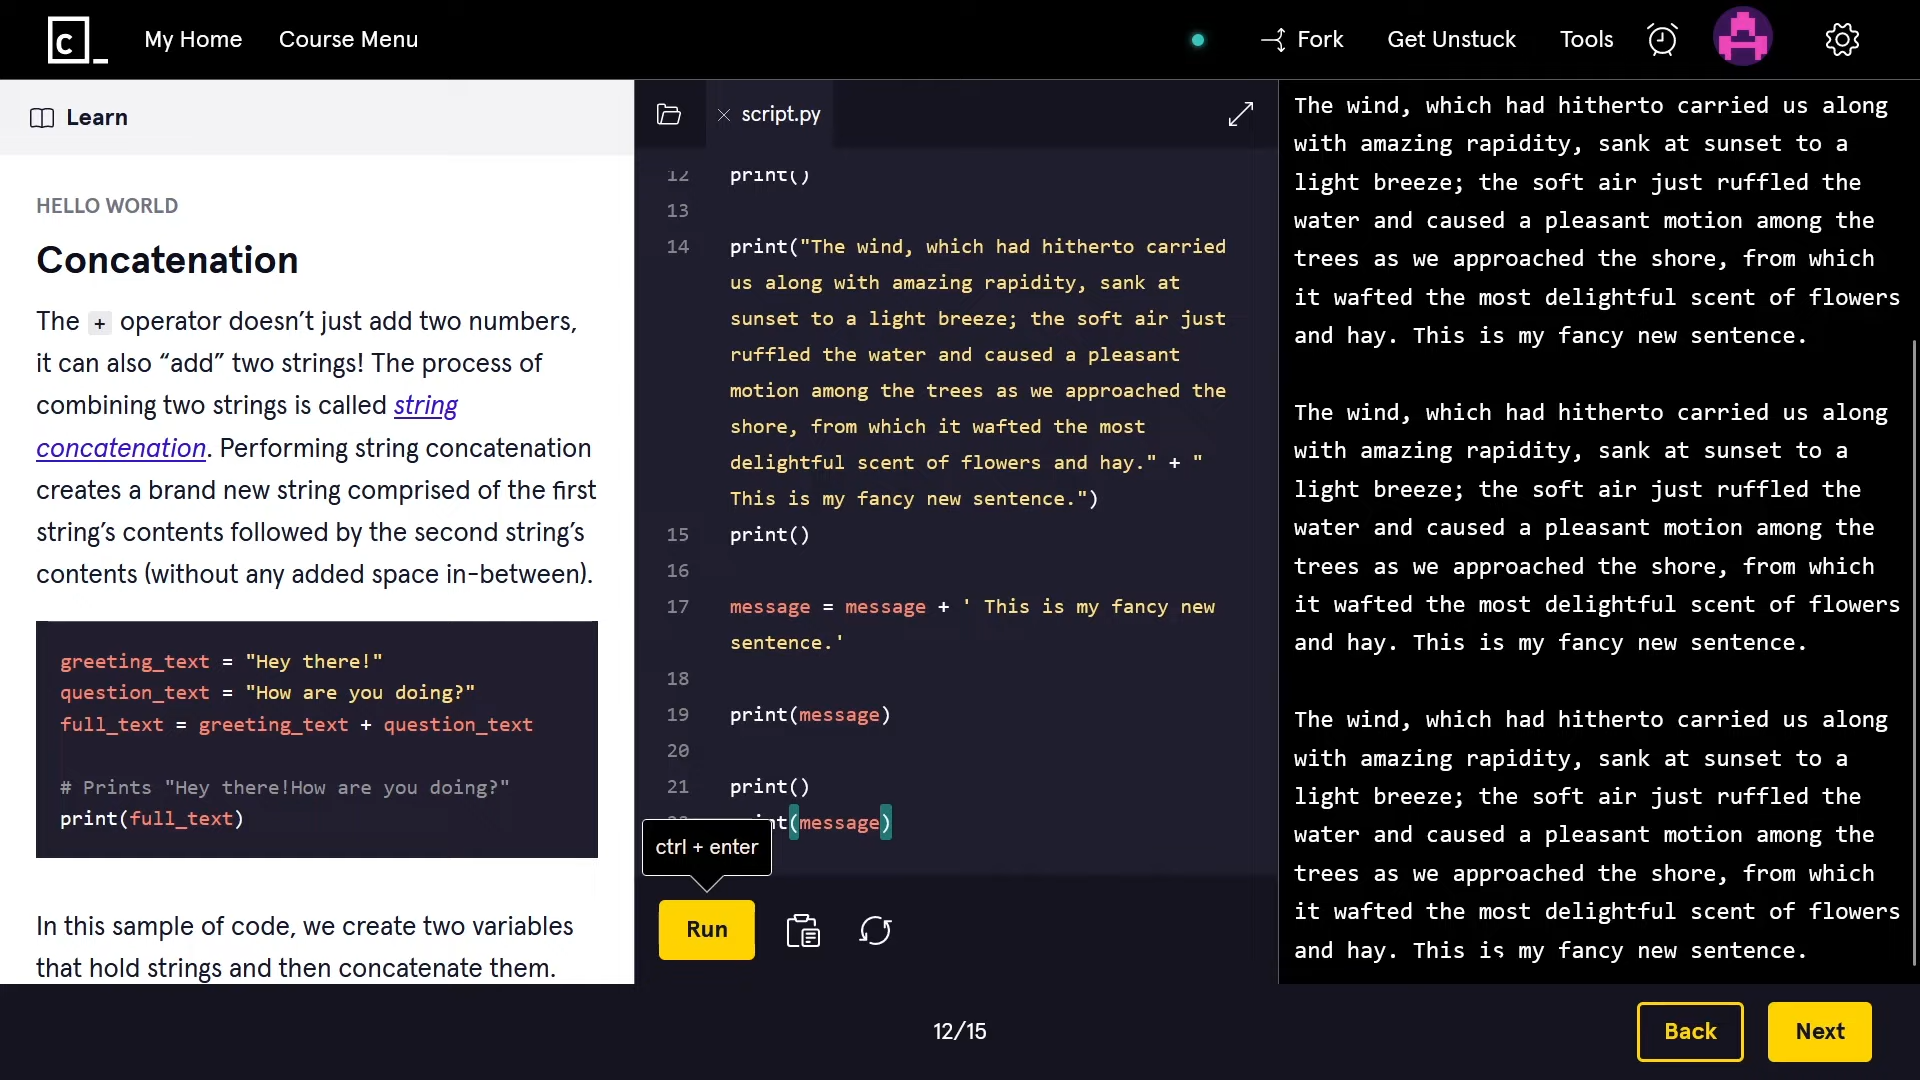 c_
My Home
Course Menu
Fork
Get Unstuck
Tools
Learn
HELLO WORLD
Concatenation
The + operator doesn’t just add two numbers,
it can also “add” two strings! The process of
combining two strings is called string
concatenation. Performing string concatenation
creates a brand new string comprised of the first
string’s contents followed by the second string’s
contents (without any added space in-between).
greeting_text = "Hey there!"
question_text = "How are you doing?"
full_text = greeting_text + question_text
# Prints "Hey there!How are you doing?"
print(full_text)
In this sample of code, we create two variables
that hold strings and then concatenate them.
script.py
12 print()
13
14 print("The wind, which had hitherto carried
us along with amazing rapidity, sank at
sunset to a light breeze; the soft air just
ruffled the water and caused a pleasant
motion among the trees as we approached the
shore, from which it wafted the most
delightful scent of flowers and hay." + "
This is my fancy new sentence.")
15 print()
16
17 message = message + ' This is my fancy new
sentence.'
18
19 print(message)
20
21 print()
nt(message)
ctrl + enter
Run
The wind, which had hitherto carried us along
with amazing rapidity, sank at sunset to a
light breeze; the soft air just ruffled the
water and caused a pleasant motion among the
trees as we approached the shore, from which
it wafted the most delightful scent of flowers
and hay. This is my fancy new sentence.
The wind, which had hitherto carried us along
with amazing rapidity, sank at sunset to a
light breeze; the soft air just ruffled the
water and caused a pleasant motion among the
trees as we approached the shore, from which
it wafted the most delightful scent of flowers
and hay. This is my fancy new sentence.
The wind, which had hitherto carried us along
with amazing rapidity, sank at sunset to a
light breeze; the soft air just ruffled the
water and caused a pleasant motion among the
trees as we approached the shore, from which
it wafted the most delightful scent of flowers
and hay. This is my fancy new sentence.
12/15
Back
Next